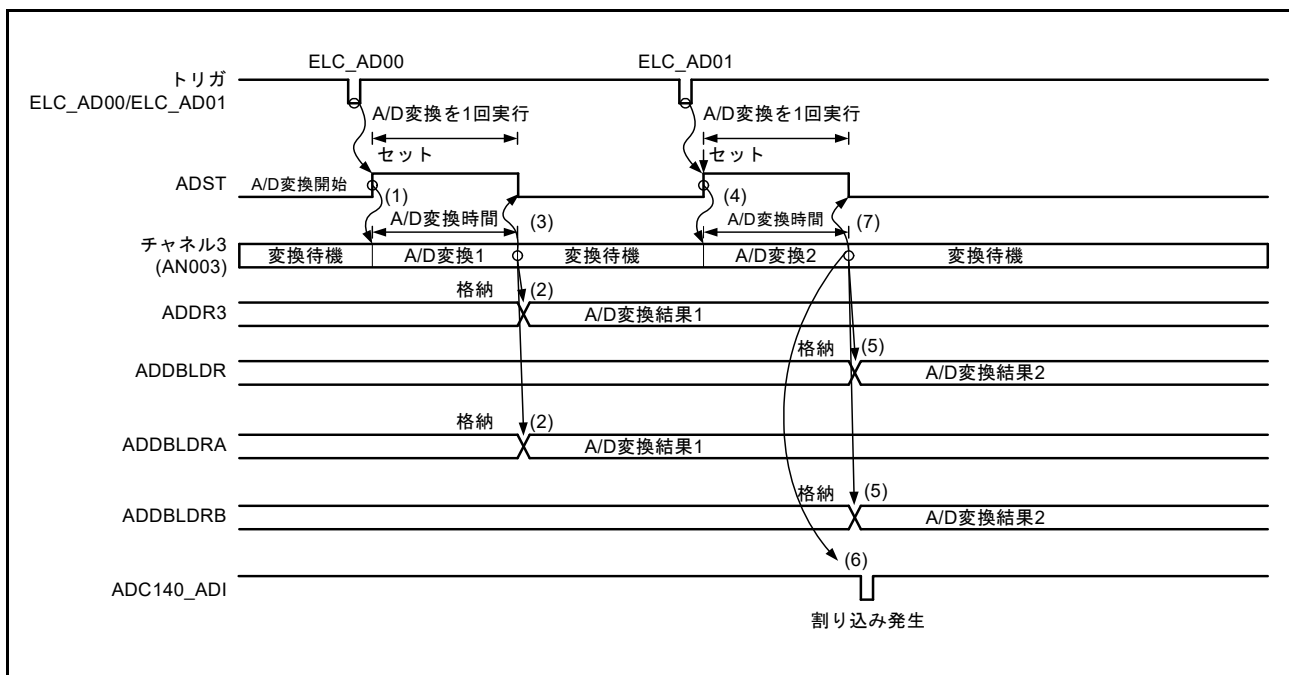 ELC_AD00
ELC_AD01
トリガ
ELC_AD00/ELC_AD01
A/D変換を1回実行
A/D変換を1回実行
セット
セット
ADST
A/D変換開始
(1)
(4)
A/D変換時間
(3)
A/D変換時間
(7)
チャネル3
(AN003)
変換待機
A/D変換1
変換待機
A/D変換2
変換待機
格納
(2)
ADDR3
A/D変換結果1
格納
(5)
ADDBLDR
A/D変換結果2
格納
(2)
ADDBLDRA
A/D変換結果1
格納
(5)
ADDBLDRB
A/D変換結果2
(6)
ADC140_ADI
割り込み発生